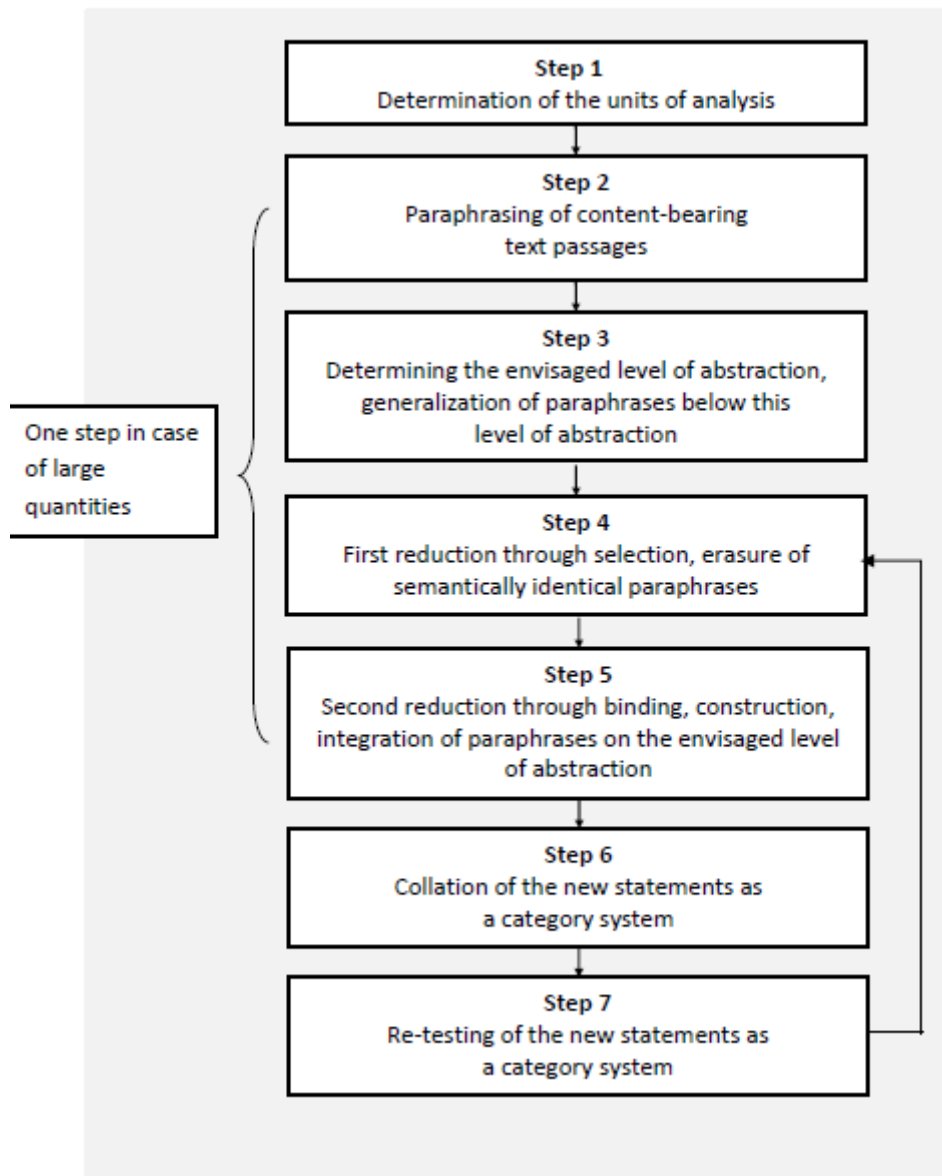 Step 1
Determination of the units of analysis
Step 2
Paraphrasing of content-bearing
text passages
Step 3
Determining the envisaged level of abstraction,
generalization of paraphrases below this
level of abstraction
One step in case
of large
quantities
Step 4
First reduction through selection, erasure of
semantically identical paraphrases
Step 5
Second reduction through binding, construction,
integration of paraphrases on the envisaged level
of abstraction
Step 6
Collation of the new statements as
a category system
Step 7
Re-testing of the new statements as
a category system